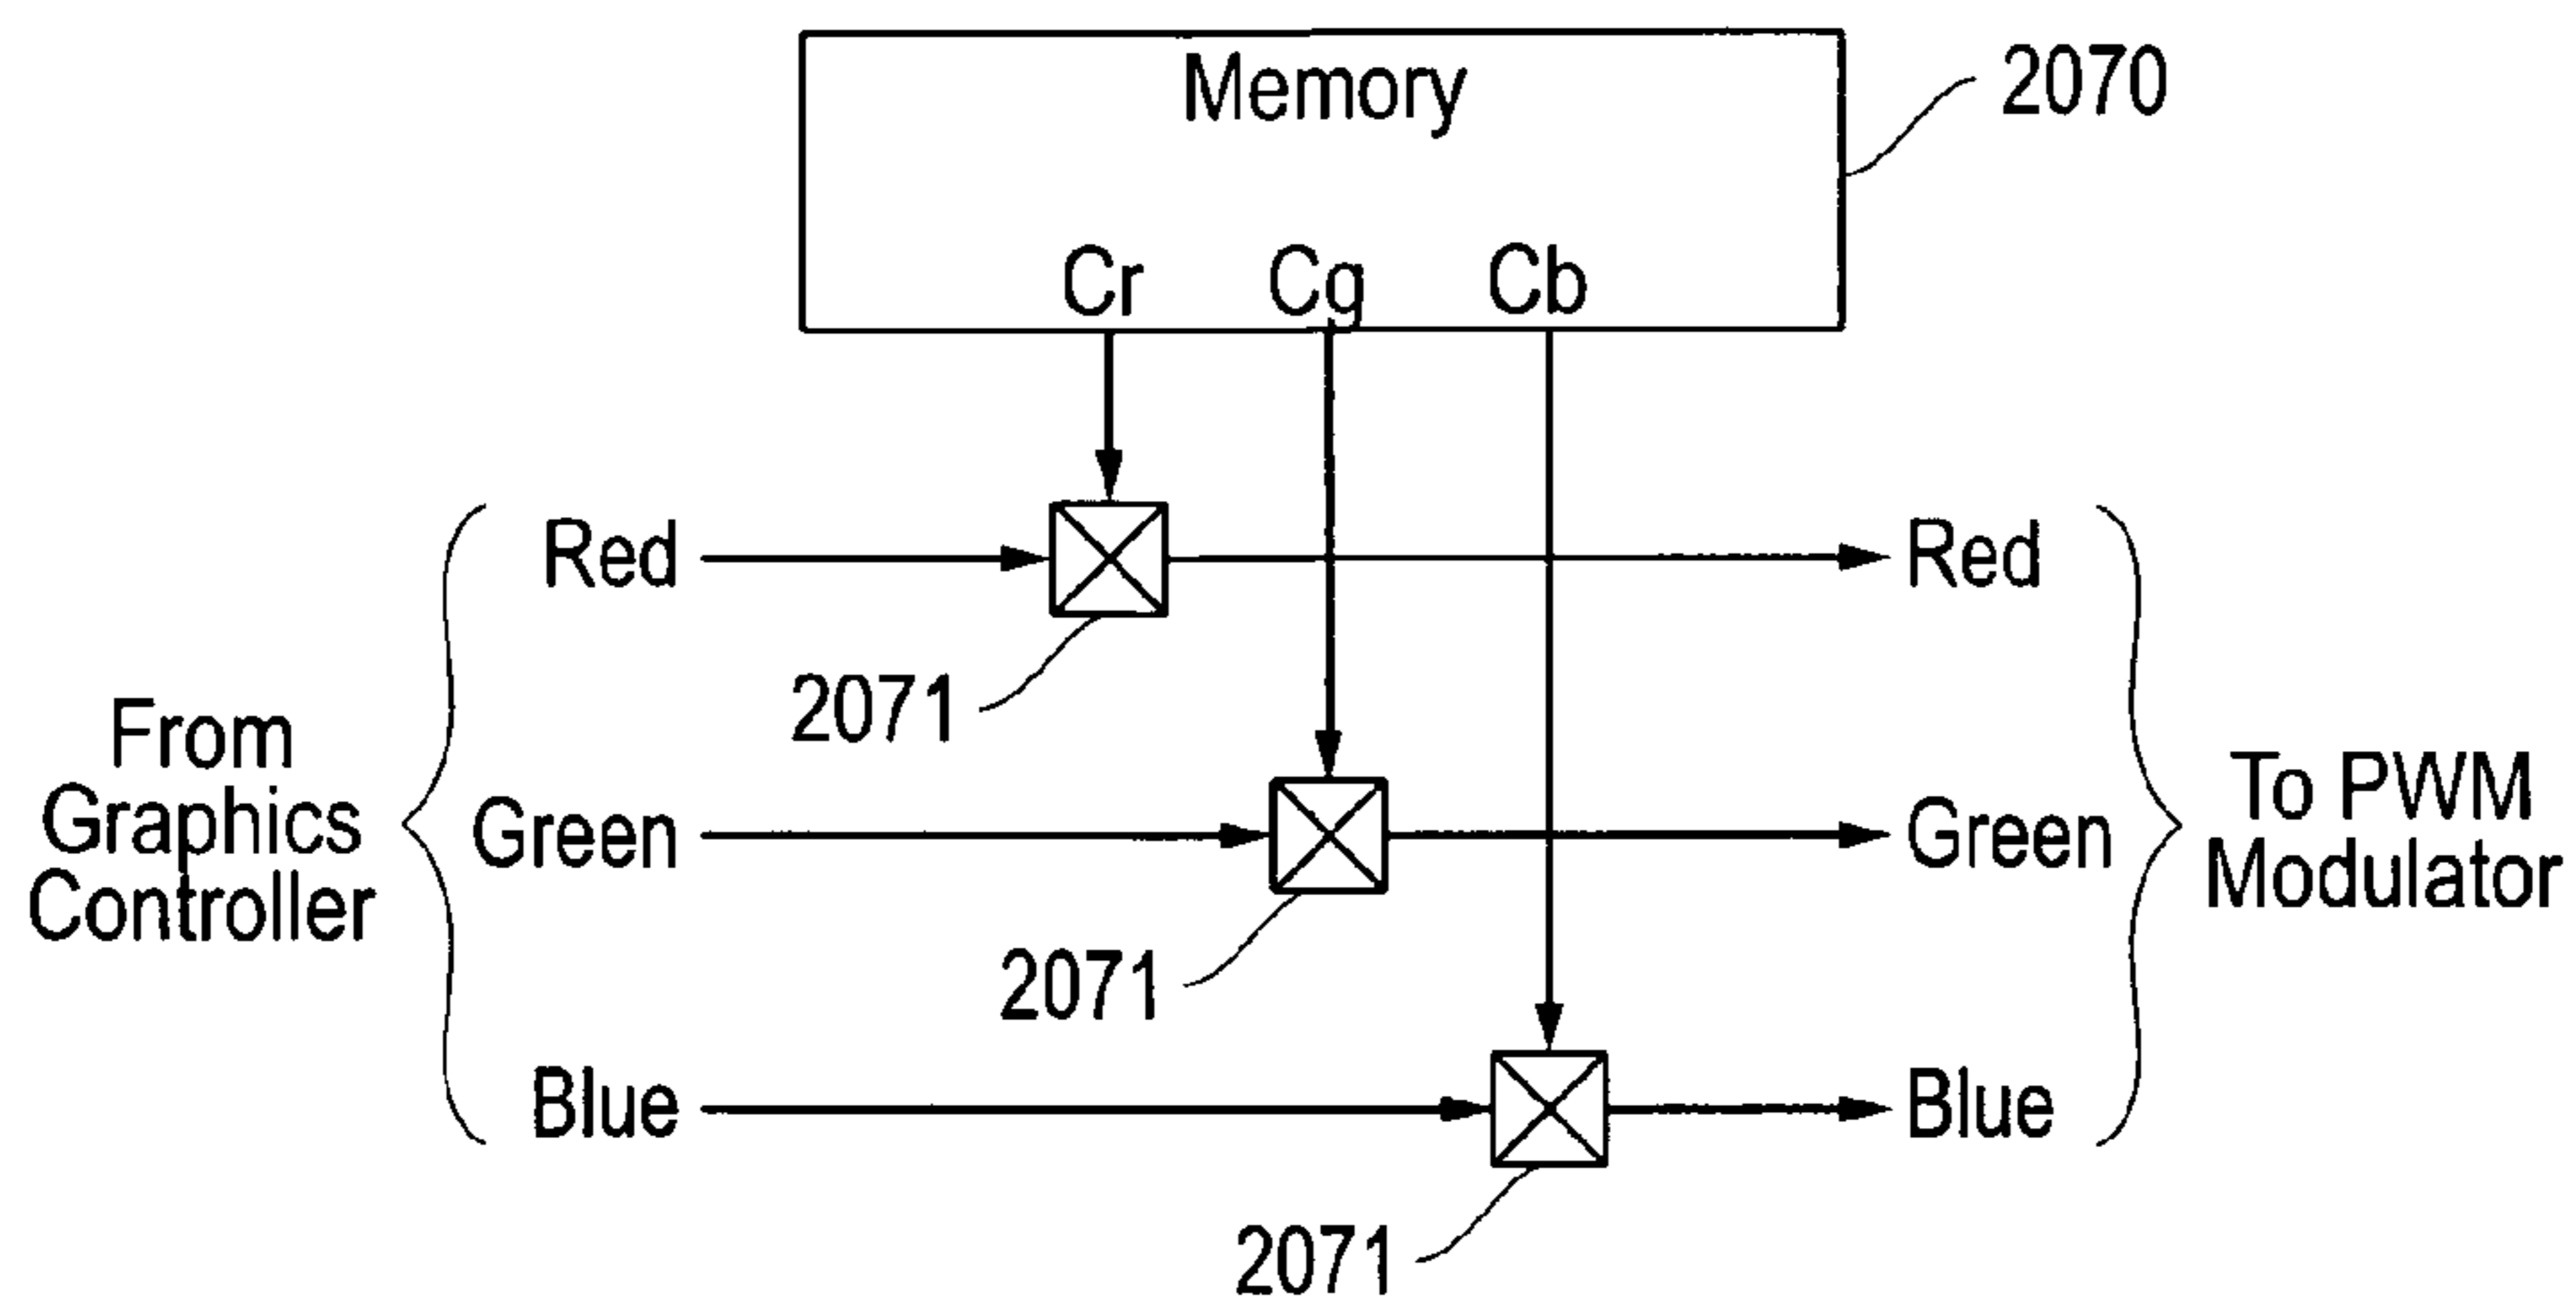 Memory
2070
Cr Cg Cb
Red
Red
2071
From
Graphics
Controller
Green
Green
To PWM
Modulator
2071
Blue
Blue
2071